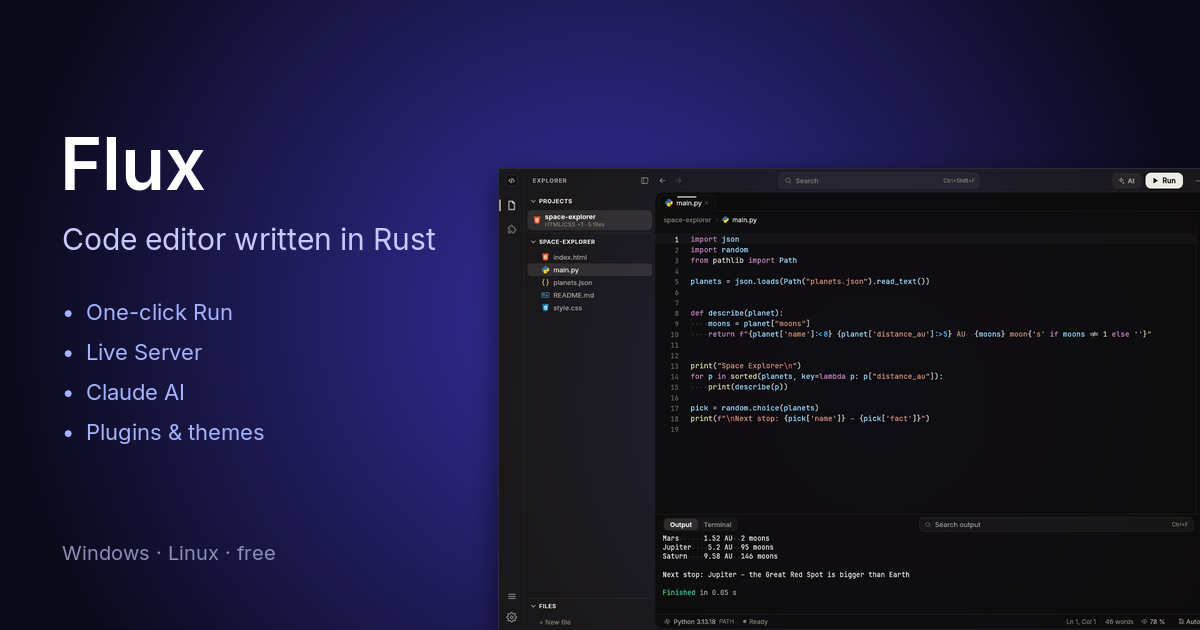 Flux
Code editor written in Rust
• One-click Run
• Live Server
• Claude AI
• Plugins & themes
Windows · Linux · free
EXPLORER
Search
Ctrl+Shift+F
AI
Run
PROJECTS
space-explorer
HTML/CSS +1 · 5 files
SPACE-EXPLORER
index.html
main.py
planets.json
README.md
style.css
FILES
+ New file
main.py ×
space-explorer › main.py
1 import json
2 import random
3 from pathlib import Path
4
5 planets = json.loads(Path("planets.json").read_text())
6
7
8 def describe(planet):
9 ····moons = planet["moons"]
10 ····return f"{planet['name']:<8} {planet['distance_au']:>5} AU  {moons} moon{'s' if moons ≠ 1 else ''}"
11
12
13 print("Space Explorer\n")
14 for p in sorted(planets, key=lambda p: p["distance_au"]):
15 ····print(describe(p))
16
17 pick = random.choice(planets)
18 print(f"\nNext stop: {pick['name']} – {pick['fact']}")
19
Output
Terminal
Search output
Ctrl+F
Mars 1.52 AU 2 moons
Jupiter 5.2 AU 95 moons
Saturn 9.58 AU 146 moons
Next stop: Jupiter – the Great Red Spot is bigger than Earth
Finished in 0.05 s
Python 3.13.18 PATH
Ready
Ln 1, Col 1
46 words
78 %
Auto